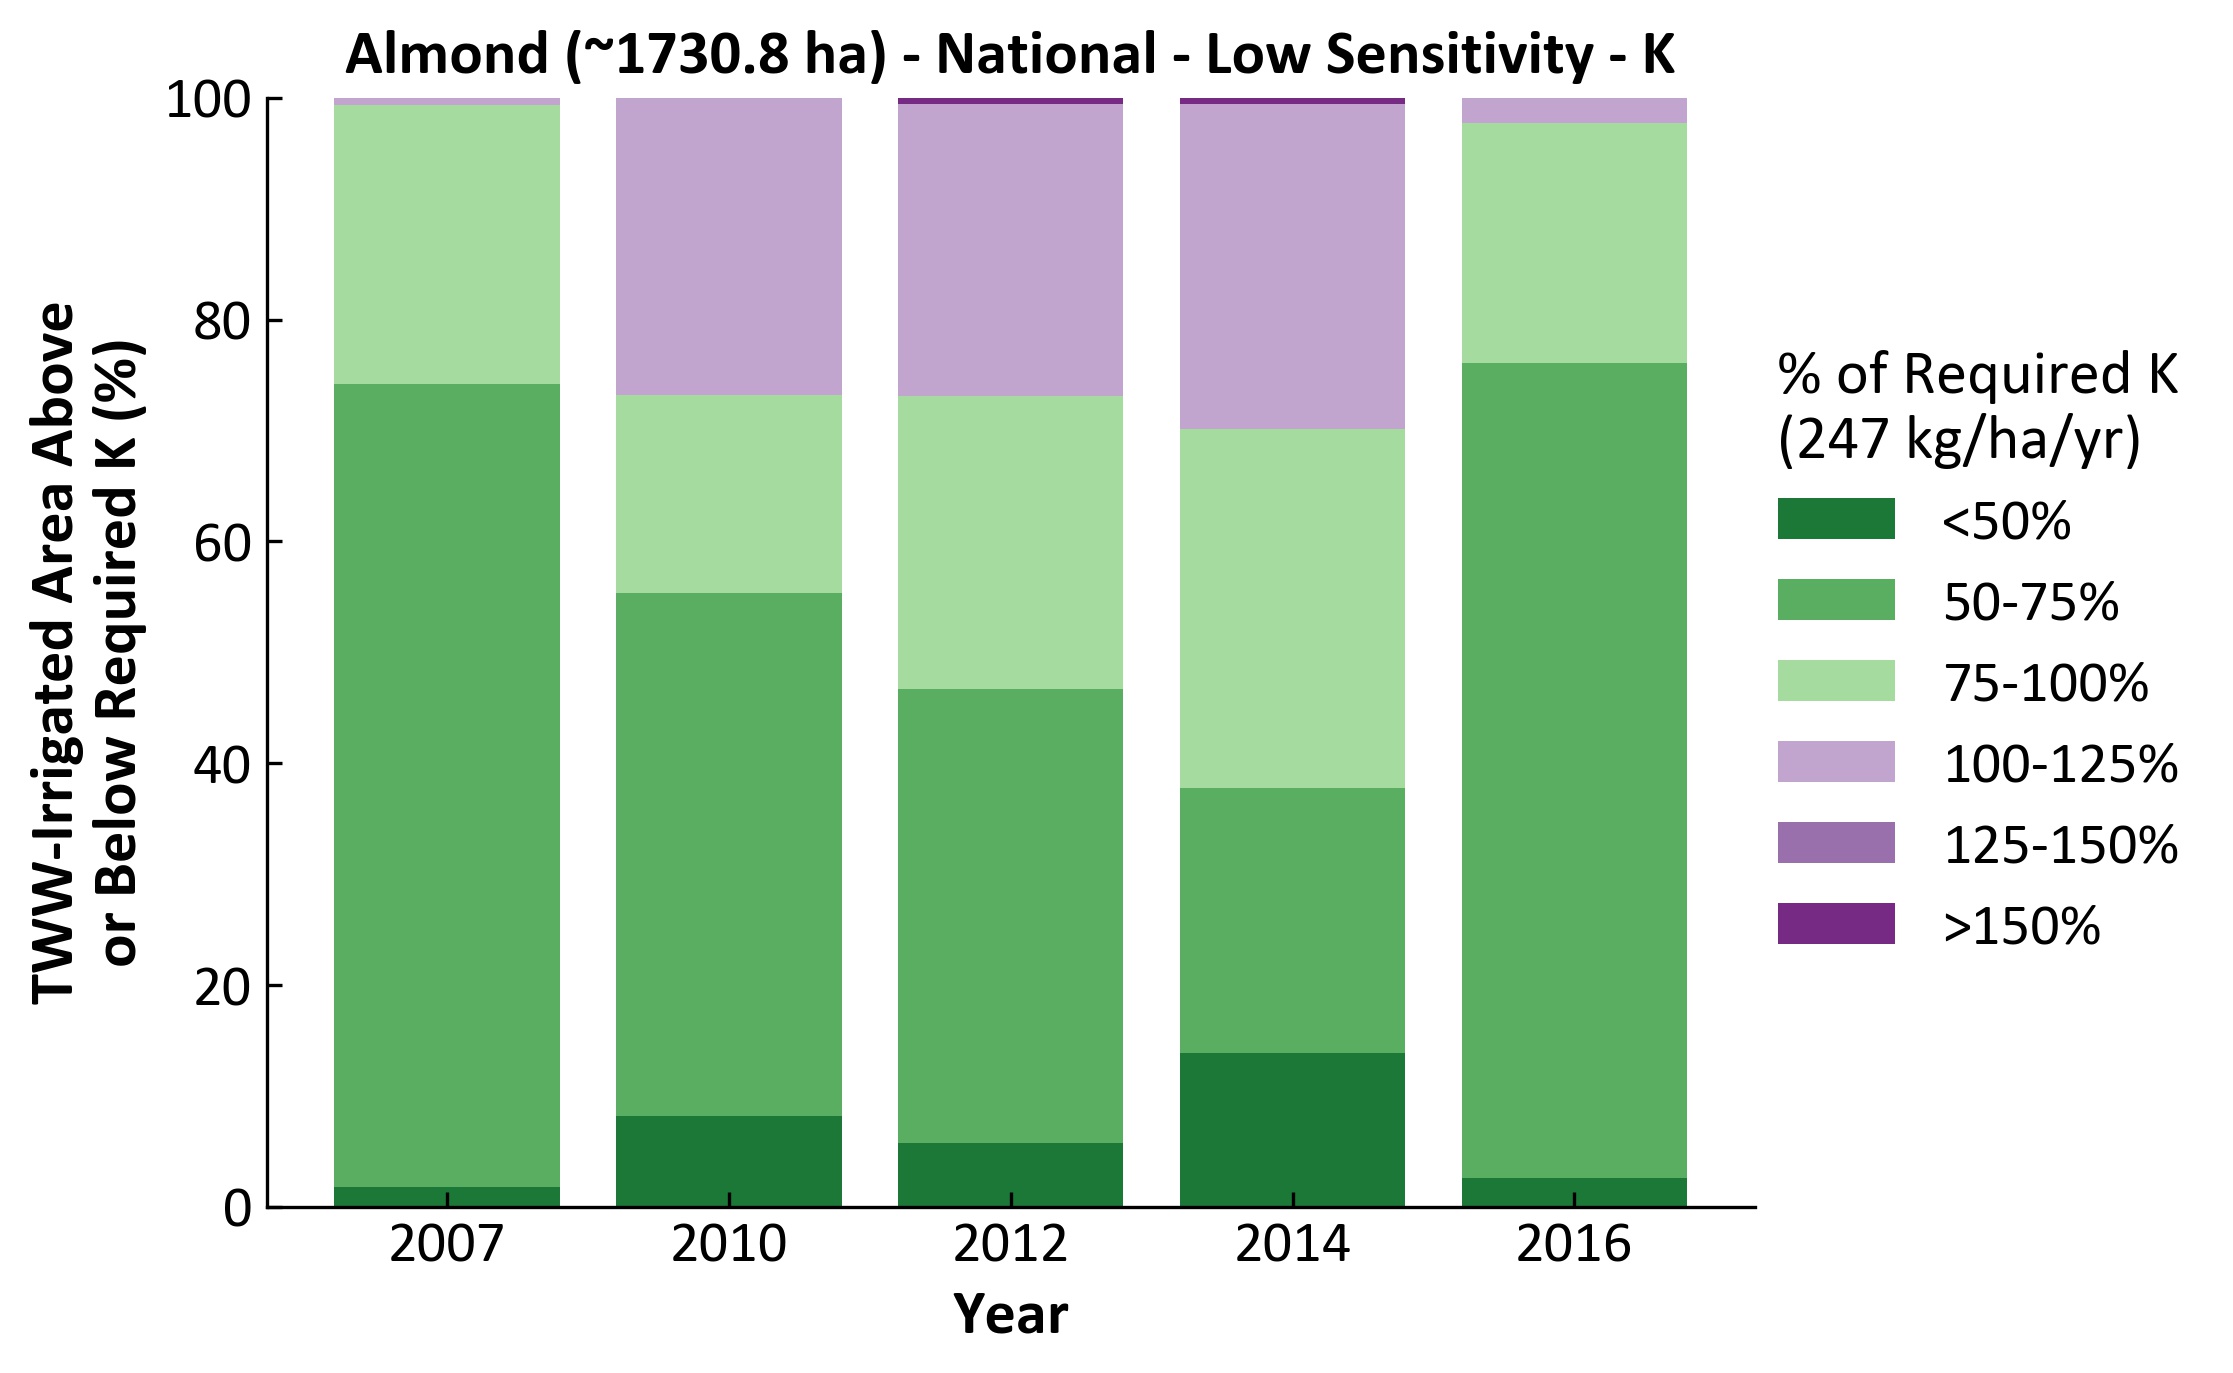 Almond (~1730.8 ha) - National - Low Sensitivity - K
TWW-Irrigated Area Above
or Below Required K (%)
100
80
60
40
20
0
2007
2010
2012
2014
2016
Year
% of Required K
(247 kg/ha/yr)
<50%
50-75%
75-100%
100-125%
125-150%
>150%